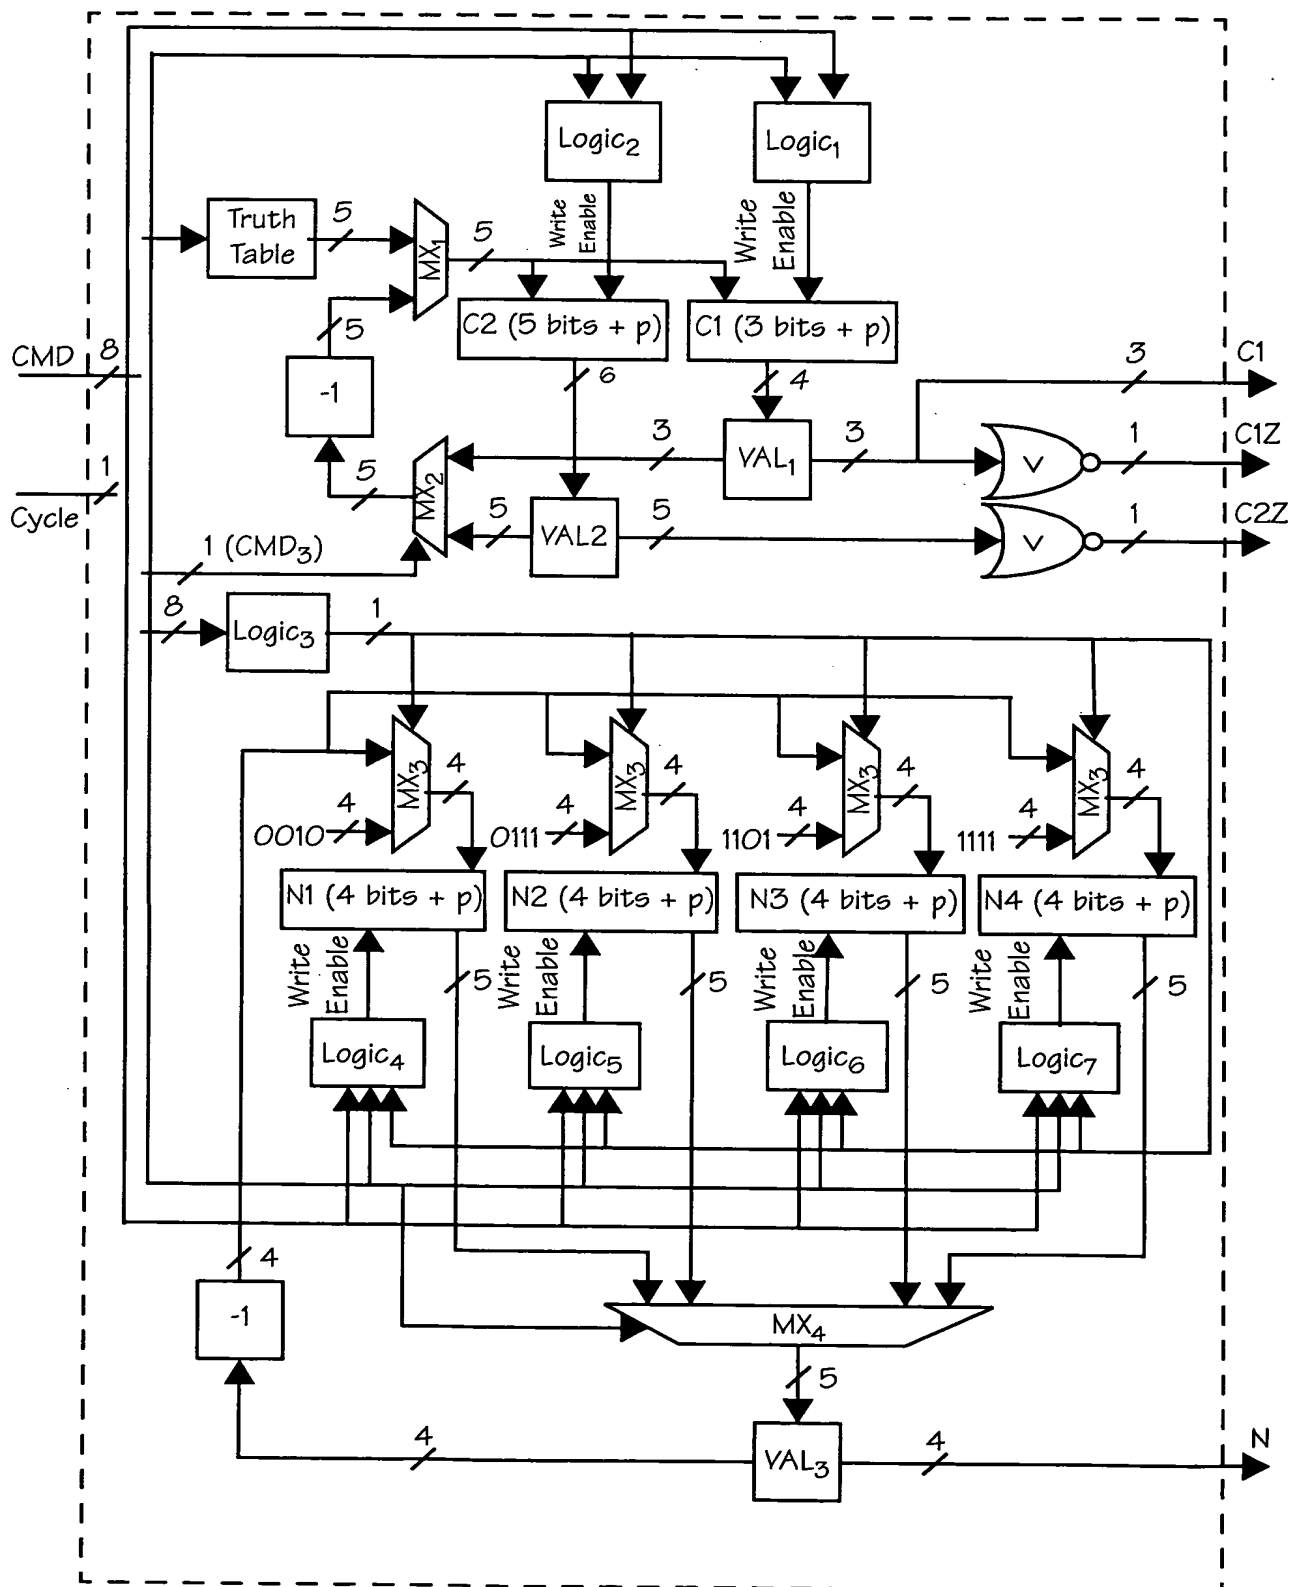 Logic2
Logic1
Write
Enable
Write
Enable
Truth
Table
5
MX1
5
C2 (5 bits + p)
C1 (3 bits + p)
5
CMD
8
-1
6
4
3
C1
1
Cycle
5
MX2
3
VAL1
3
V
1
C1Z
5
VAL2
5
V
1
C2Z
1 (CMD3)
8
Logic3
1
MX3
4
MX3
4
MX3
4
MX3
4
0010
4
0111
4
1101
4
1111
4
N1 (4 bits + p)
N2 (4 bits + p)
N3 (4 bits + p)
N4 (4 bits + p)
Write
Enable
5
Write
Enable
5
Write
Enable
5
Write
Enable
5
Logic4
Logic5
Logic6
Logic7
4
-1
MX4
5
4
VAL3
4
N